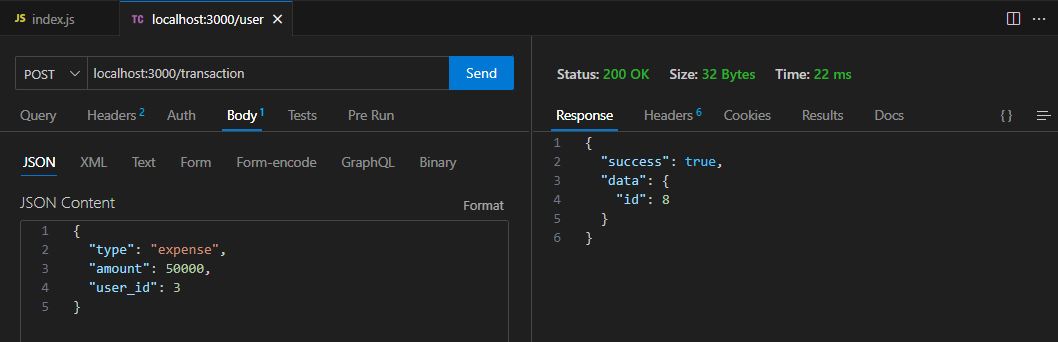 JS index.js
TC localhost:3000/user ✕ ···
POST localhost:3000/transaction Send
Query Headers 2 Auth Body 1 Tests Pre Run
JSON XML Text Form Form-encode GraphQL Binary
JSON Content Format
1 {
2 "type": "expense",
3 "amount": 50000,
4 "user_id": 3
5 }
Status: 200 OK Size: 32 Bytes Time: 22 ms
Response Headers 6 Cookies Results Docs {}
1 {
2 "success": true,
3 "data": {
4 "id": 8
5 }
6 }